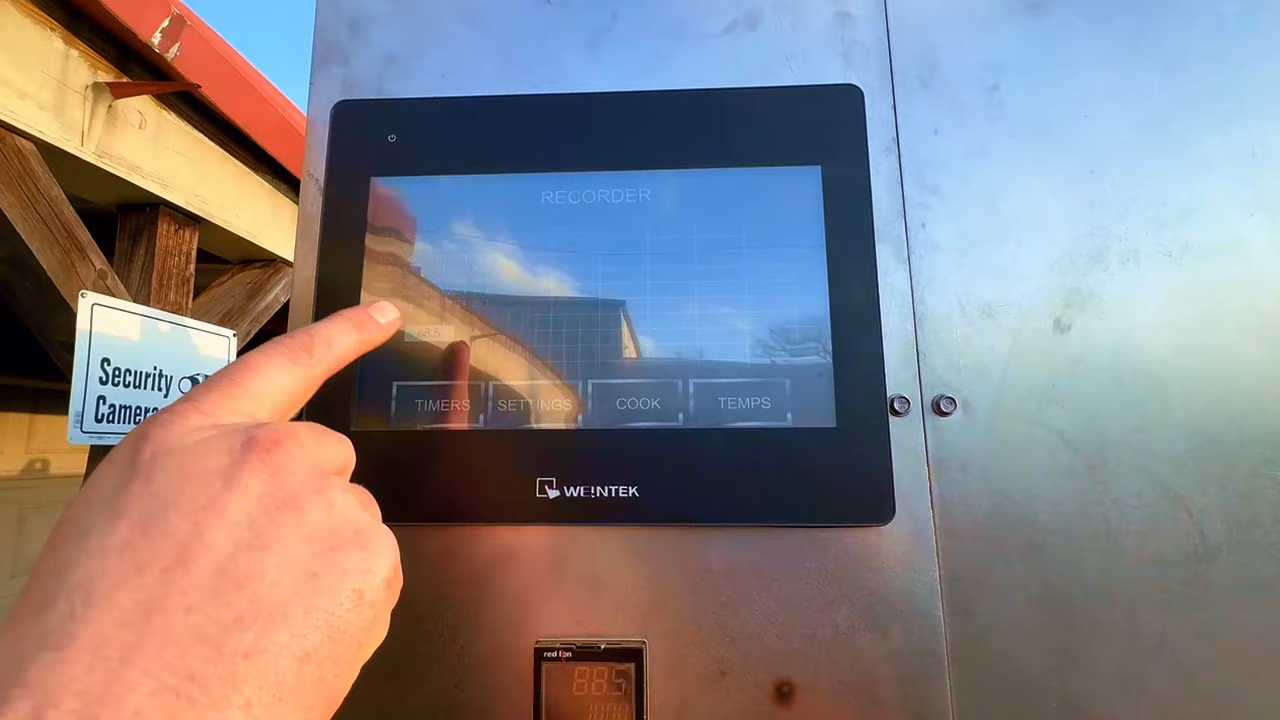 RECORDER
88.5
TIMERS
SETTINGS
COOK
TEMPS
WEINTEK
Security
Camera
red lion
88.5